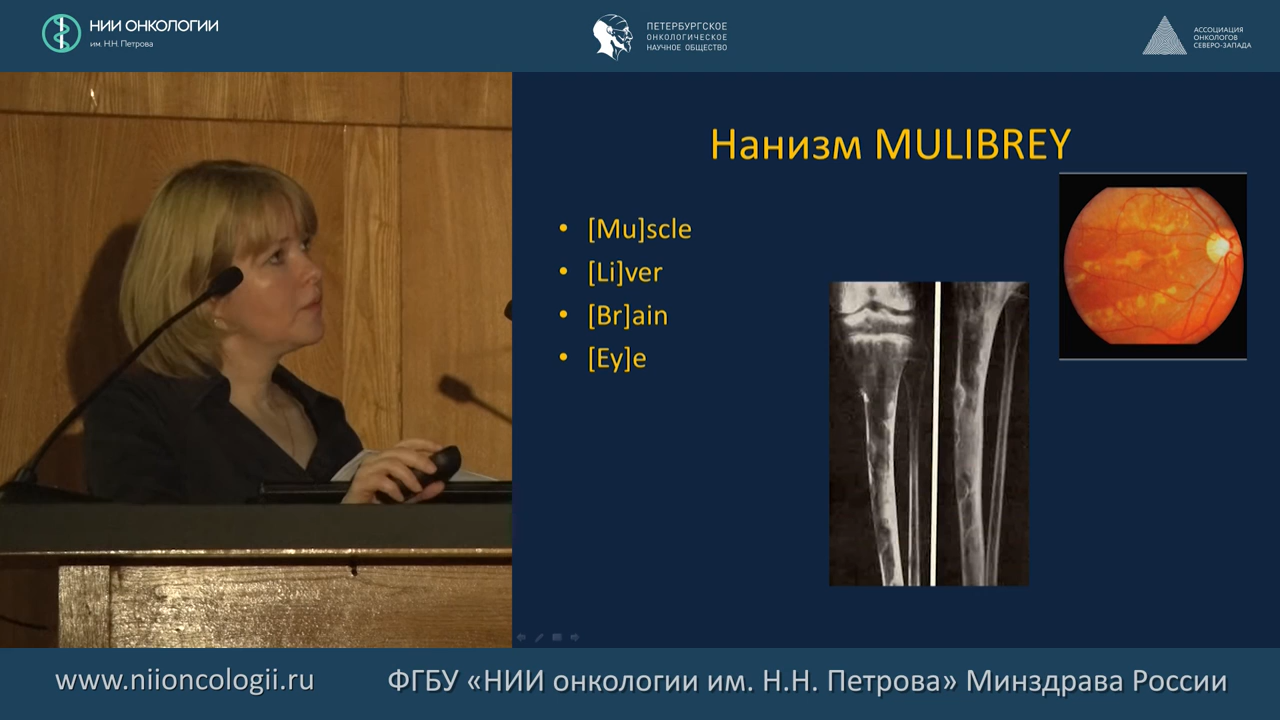 НИИ ОНКОЛОГИИ
им. Н.Н. Петрова
ПЕТЕРБУРГСКОЕ
ОНКОЛОГИЧЕСКОЕ
НАУЧНОЕ ОБЩЕСТВО
АССОЦИАЦИЯ
ОНКОЛОГОВ
СЕВЕРО-ЗАПАДА
Нанизм MULIBREY
• [Mu]scle
• [Li]ver
• [Br]ain
• [Ey]e
www.niioncologii.ru
ФГБУ «НИИ онкологии им. Н.Н. Петрова» Минздрава России